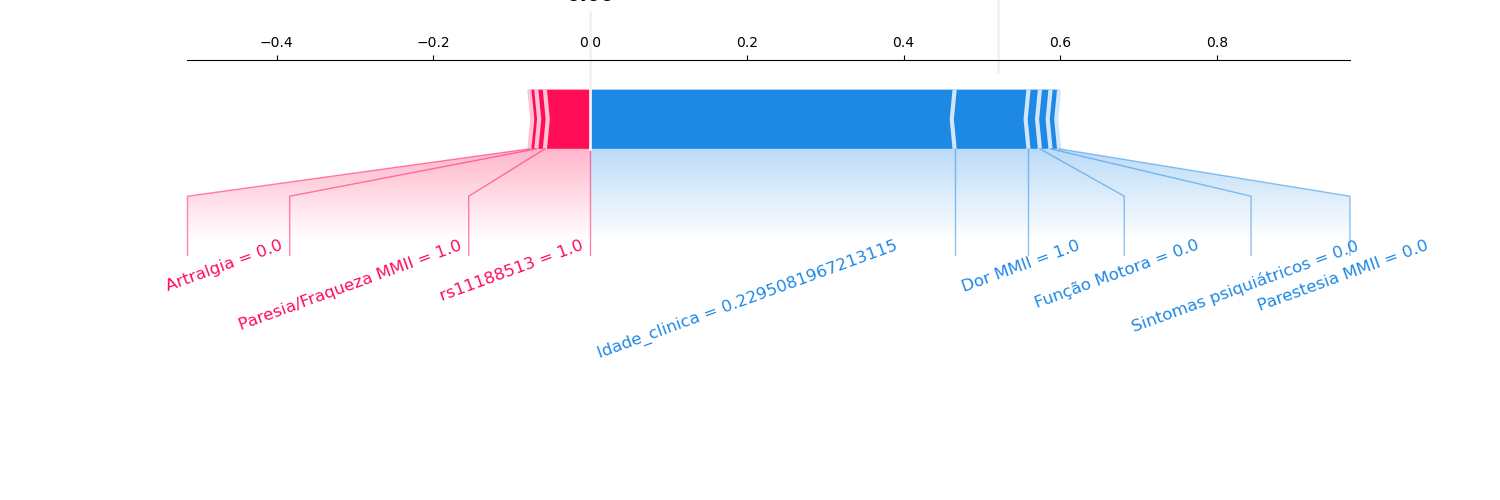 −0.4 −0.2 0.0 0.2 0.4 0.6 0.8
Artralgia = 0.0
Paresia/Fraqueza MMII = 1.0
rs11188513 = 1.0
Idade_clinica = 0.22950819672131115
Dor MMII = 1.0
Função Motora = 0.0
Sintomas psiquiátricos = 0.0
Parestesia MMII = 0.0